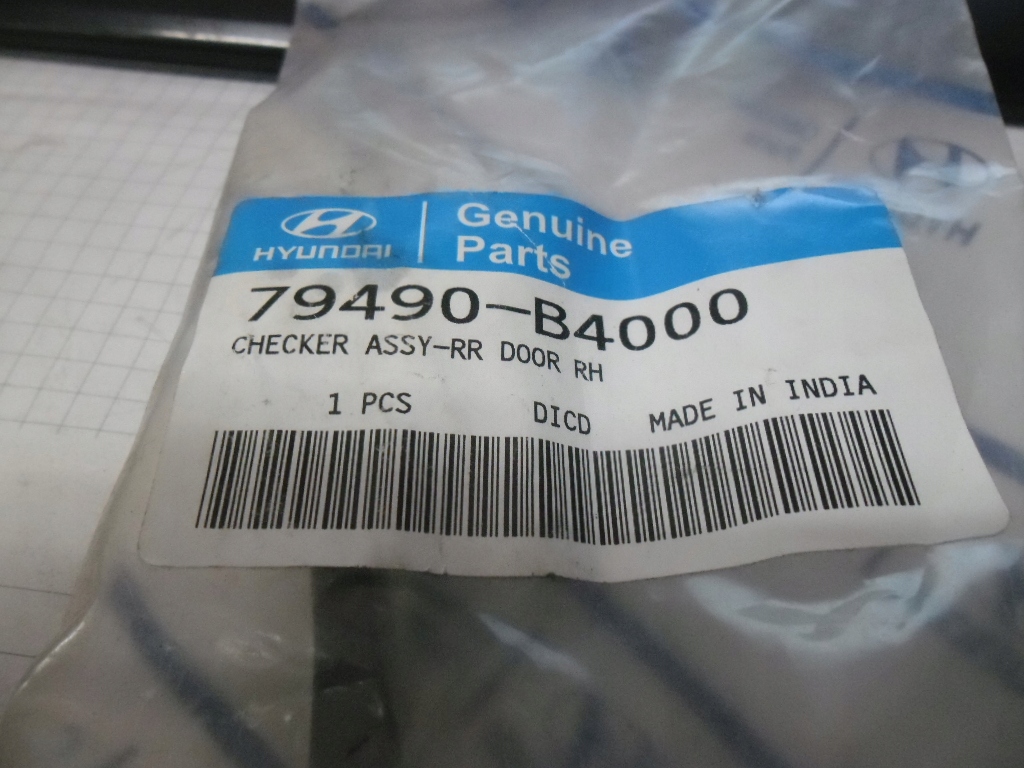 HYUNDAI
Genuine
Parts
79490-B4000
CHECKER ASSY-RR DOOR RH
1 PCS DICD MADE IN INDIA